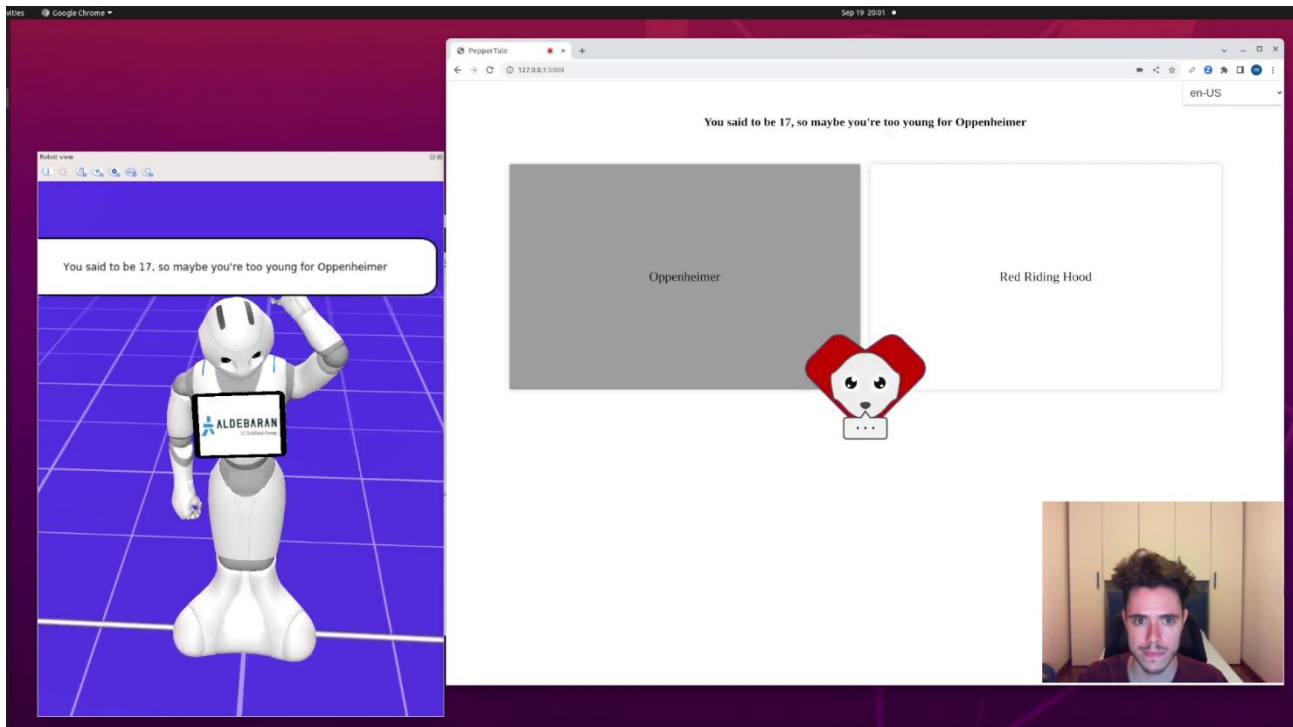 vities Google Chrome Sep 19 20:01
PepperTale
127.0.0.1:5000
en-US
You said to be 17, so maybe you're too young for Oppenheimer
Oppenheimer
Red Riding Hood
Robot view
You said to be 17, so maybe you're too young for Oppenheimer
ALDEBARAN
...